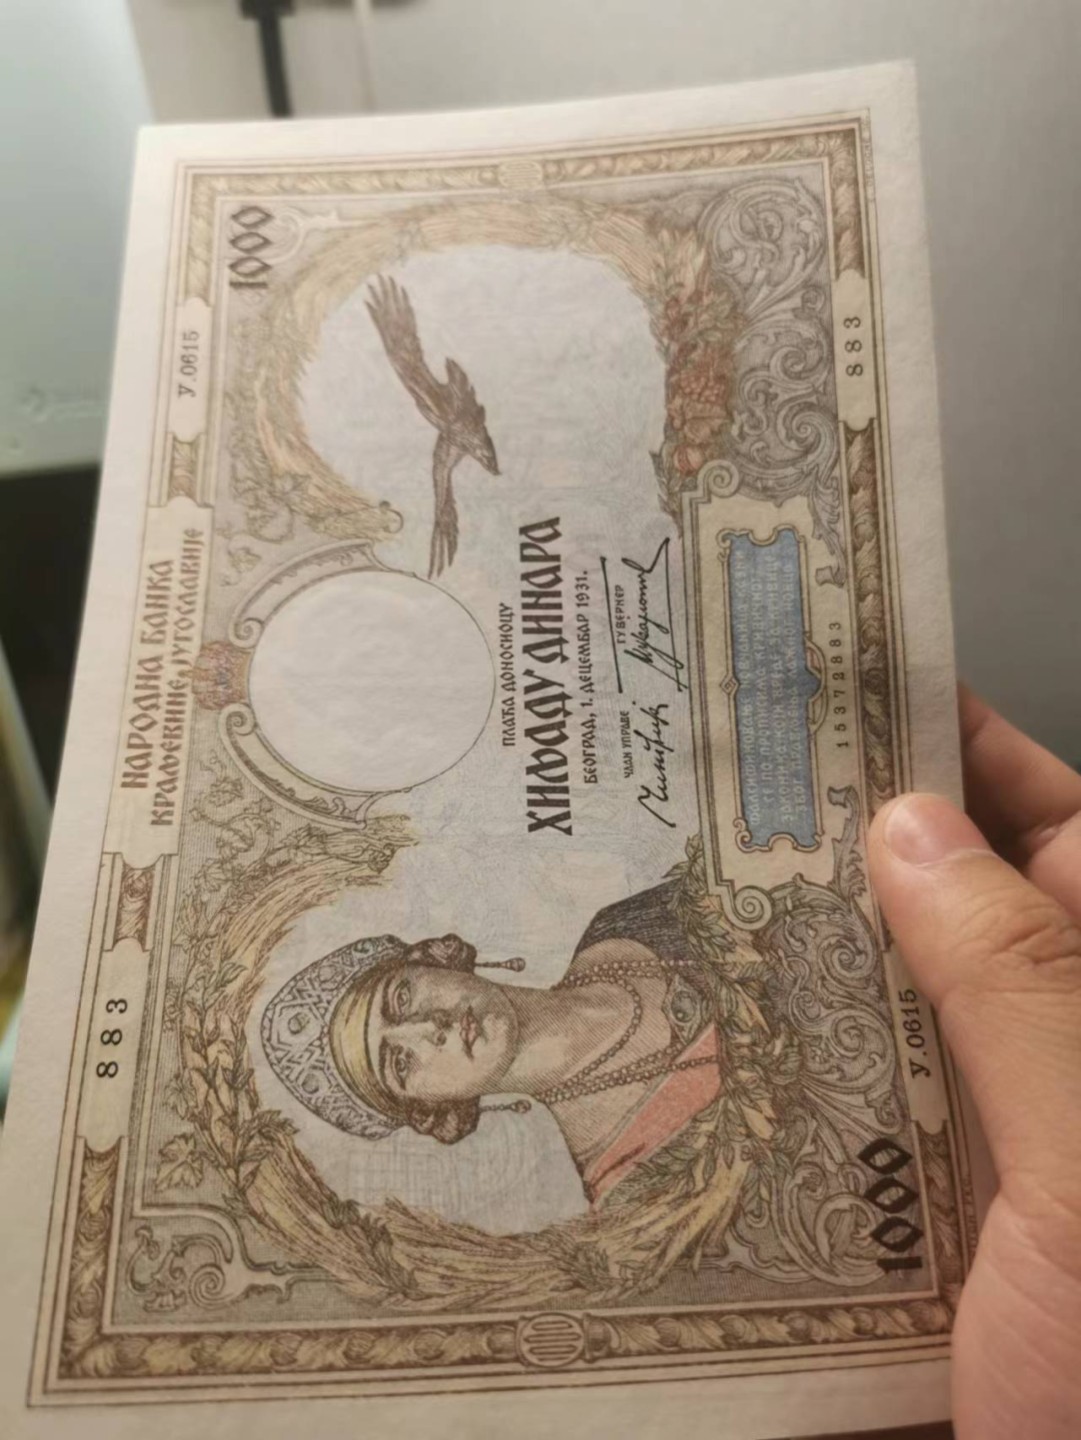 НАРОДНА БАНКА
КРАЉЕВИНЕ ЈУГОСЛАВИЈЕ
883
У.0615
1000
ПЛАЋА ДОНОСИОЦУ
ХИЉАДУ ДИНАРА
БЕОГРАД, 1. ДЕЦЕМБАР 1931.
ЧЛАН УПРАВЕ
ГУВЕРНЕР
15372883
1000
У.0615
883